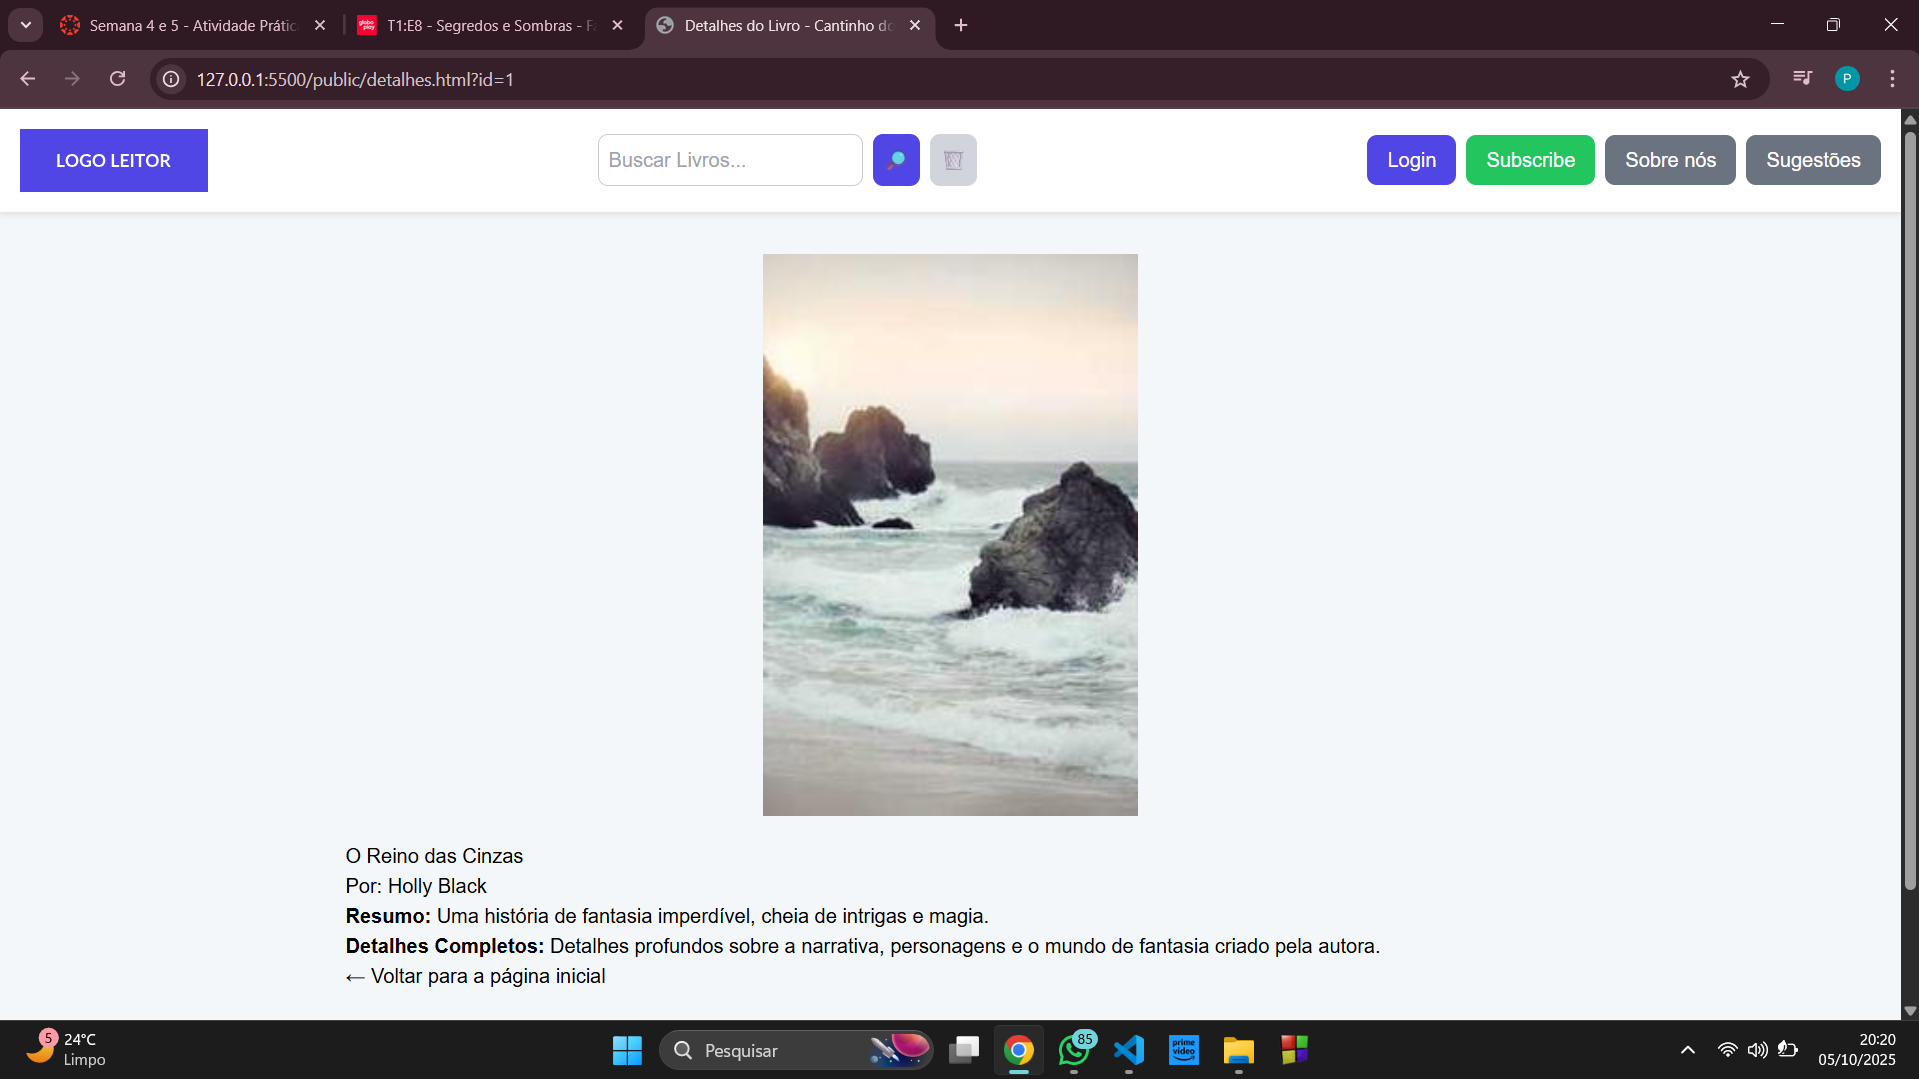 Semana 4 e 5 - Atividade Prátic
T1:E8 - Segredos e Sombras - Fa
Detalhes do Livro - Cantinho do
127.0.0.1:5500/public/detalhes.html?id=1
P
LOGO LEITOR
Buscar Livros...
Login
Subscribe
Sobre nós
Sugestões
O Reino das Cinzas
Por: Holly Black
Resumo: Uma história de fantasia imperdível, cheia de intrigas e magia.
Detalhes Completos: Detalhes profundos sobre a narrativa, personagens e o mundo de fantasia criado pela autora.
← Voltar para a página inicial
5
24°C
Limpo
Pesquisar
85
prime video
20:20
05/10/2025